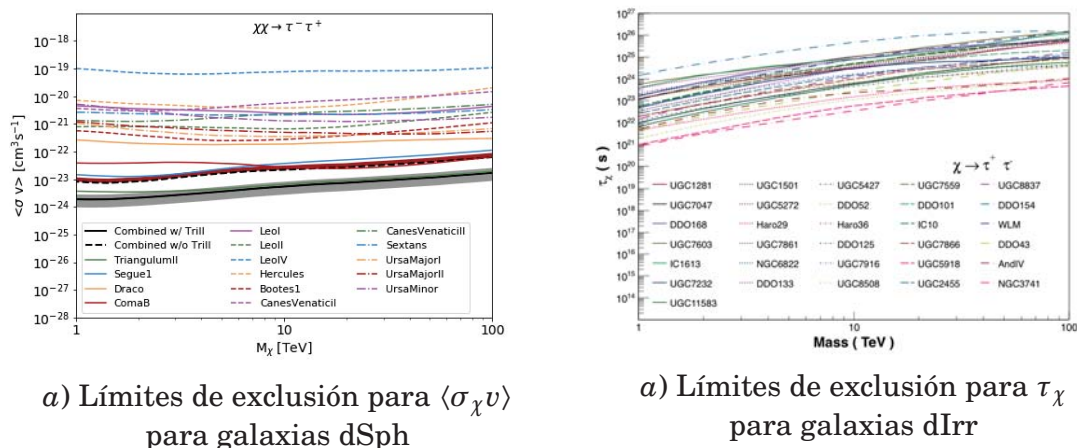 χχ→ τ⁻τ⁺
<σ v> [cm³s⁻¹]
10⁻¹⁸
10⁻¹⁹
10⁻²⁰
10⁻²¹
10⁻²²
10⁻²³
10⁻²⁴
10⁻²⁵
10⁻²⁶
10⁻²⁷
10⁻²⁸
Combined w/ Trill
Combined w/o Trill
TriangulumII
Segue1
Draco
ComaB
LeoI
LeoII
LeoIV
Hercules
Bootes1
CanesVenaticiI
CanesVenaticiII
Sextans
UrsaMajorI
UrsaMajorII
UrsaMinor
1 10 100
Mχ [TeV]
a) Límites de exclusión para ⟨σχv⟩
para galaxias dSph
τχ (s)
10²⁶
10²⁵
10²⁴
10²³
10²²
10²¹
10²⁰
10¹⁹
10¹⁸
10¹⁷
10¹⁶
10¹⁵
10¹⁴
χ → τ⁺ τ⁻
UGC1281 UGC1501 UGC5427 UGC7559 UGC8837
UGC7047 UGC5272 DDO52 DDO101 DDO154
DDO168 Haro29 Haro36 IC10 WLM
UGC7603 UGC7861 DDO125 UGC7866 DDO43
IC1613 NGC6822 UGC7916 UGC5918 AndIV
UGC7232 DDO133 UGC8508 UGC2455 NGC3741
UGC11583
1 10 100
Mass ( TeV )
a) Límites de exclusión para τχ
para galaxias dIrr